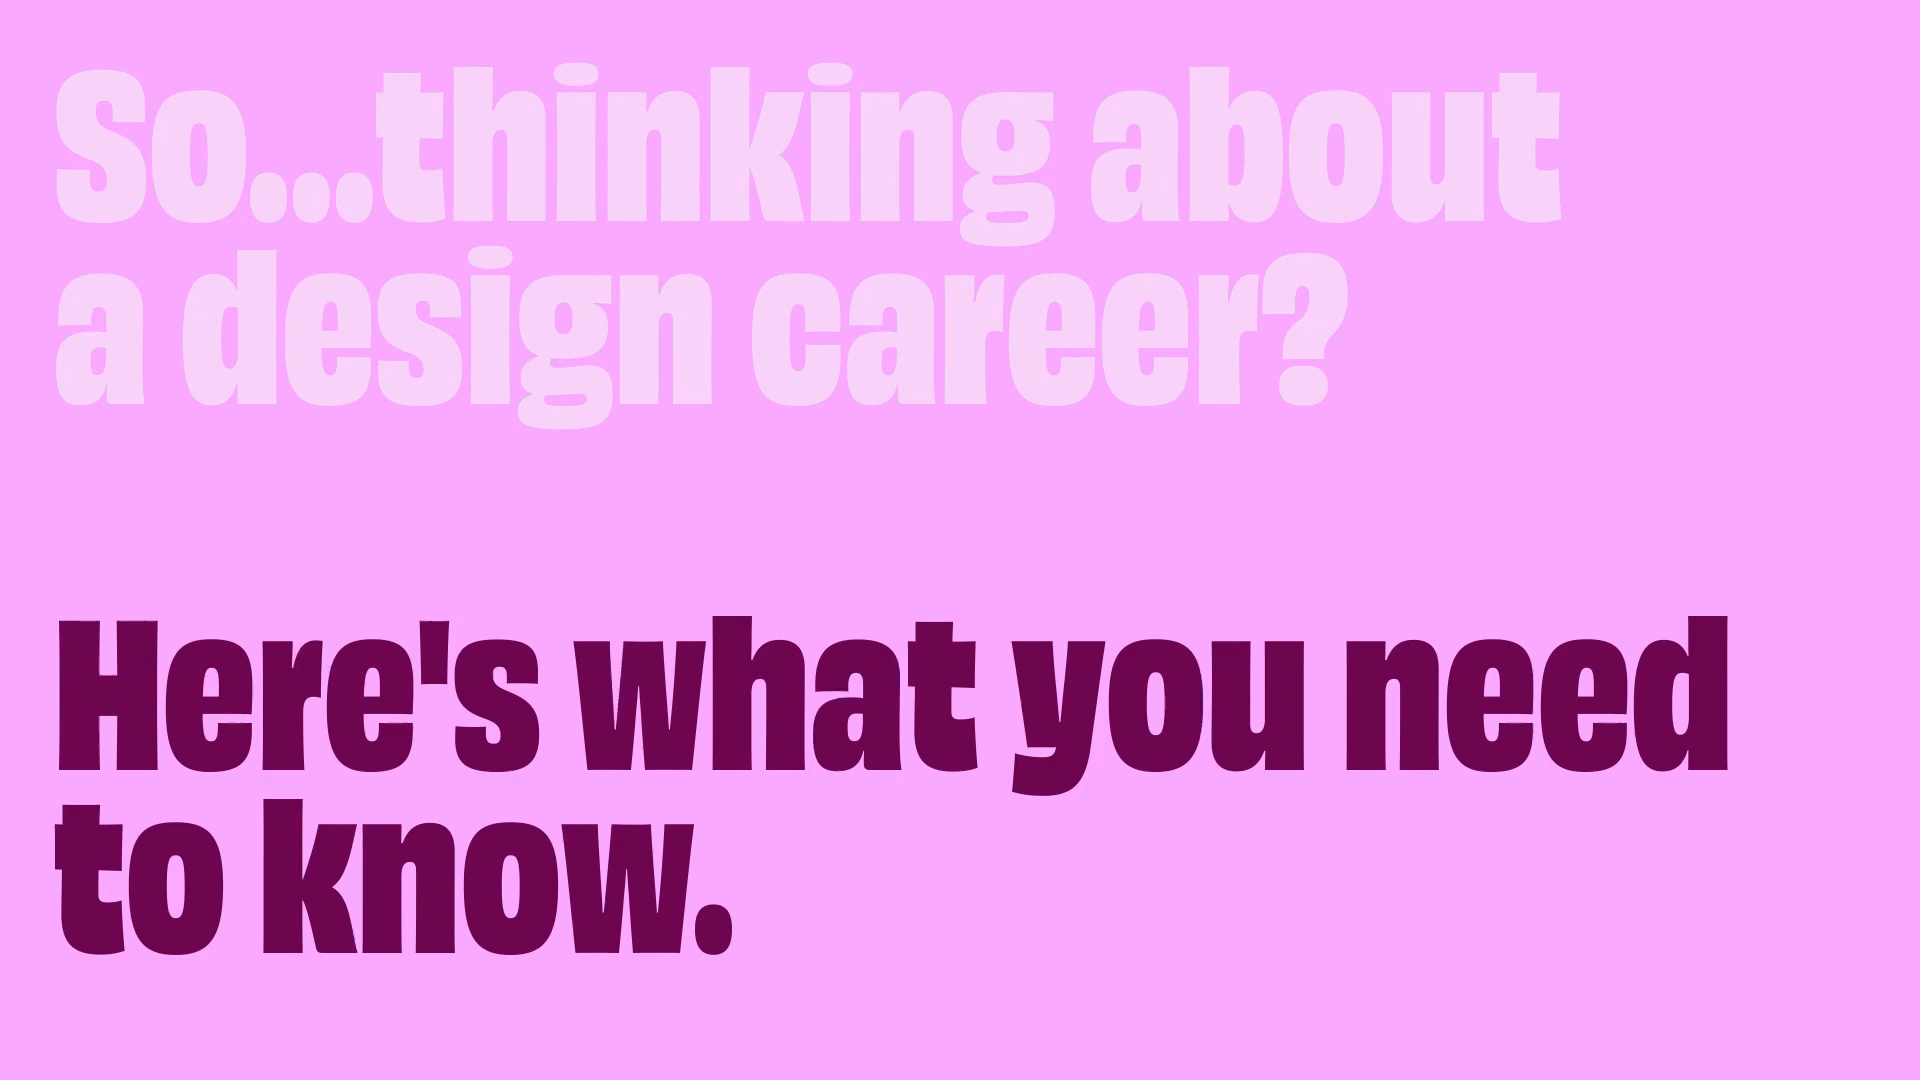 So...thinking about
a design career?
Here's what you need
to know.